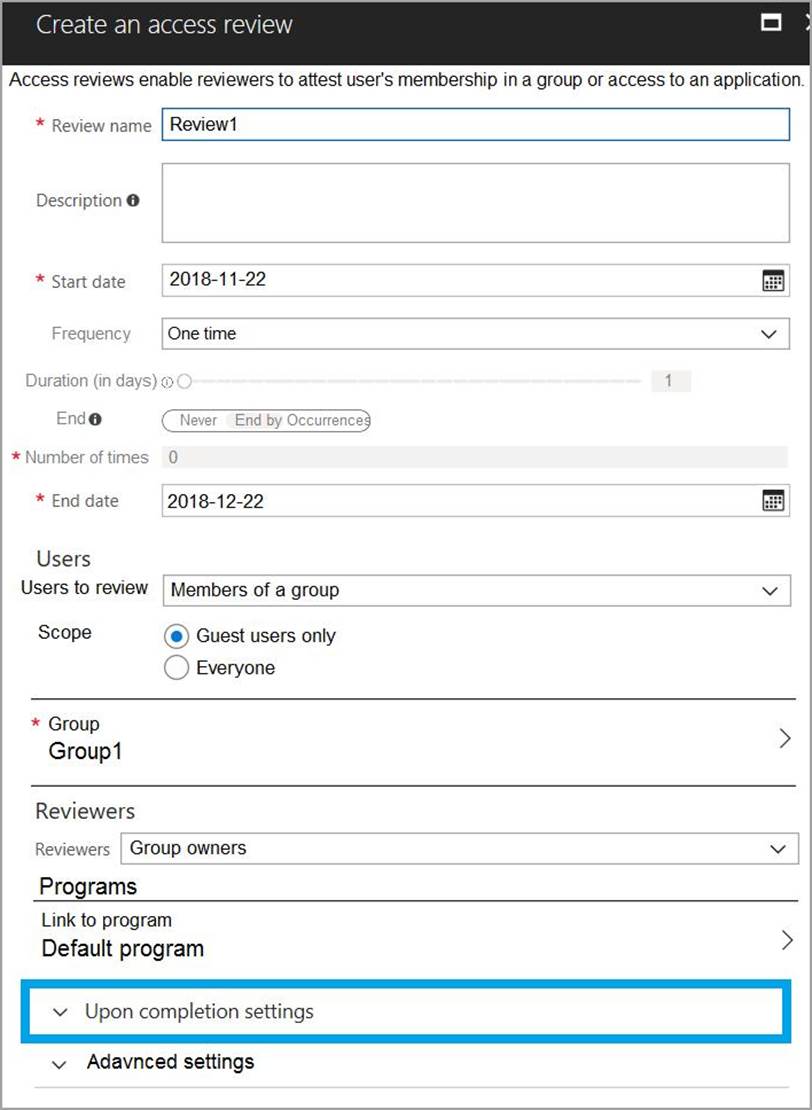 Create an access review
Access reviews enable reviewers to attest user's membership in a group or access to an application.
* Review name Review1
Description
* Start date 2018-11-22
Frequency One time
Duration (in days) 1
End Never End by Occurrences
* Number of times 0
* End date 2018-12-22
Users
Users to review Members of a group
Scope Guest users only
Everyone
* Group
Group1
Reviewers
Reviewers Group owners
Programs
Link to program
Default program
Upon completion settings
Adavnced settings